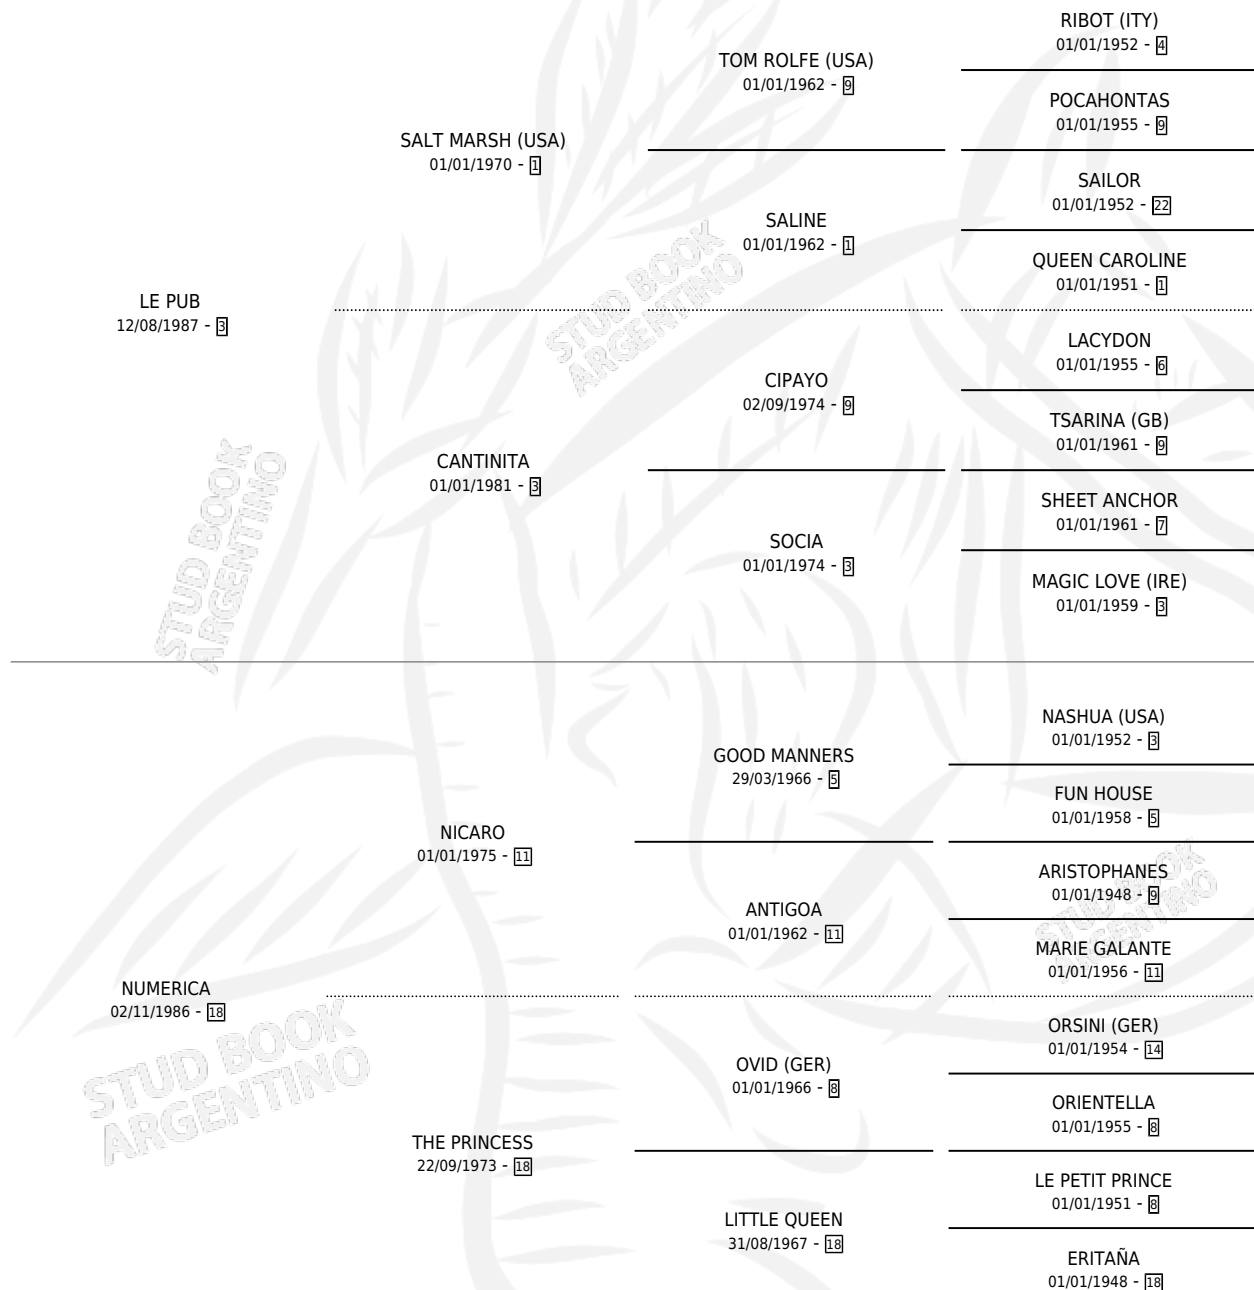 RIBOT (ITY)
01/01/1952 - 4
TOM ROLFE (USA)
01/01/1962 - 9
POCAHONTAS
01/01/1955 - 9
SALT MARSH (USA)
01/01/1970 - 1
SAILOR
01/01/1952 - 22
SALINE
01/01/1962 - 1
QUEEN CAROLINE
01/01/1951 - 1
LE PUB
12/08/1987 - 3
LACYDON
01/01/1955 - 6
CIPAYO
02/09/1974 - 9
TSARINA (GB)
01/01/1961 - 9
CANTINITA
01/01/1981 - 3
SHEET ANCHOR
01/01/1961 - 7
SOCIA
01/01/1974 - 3
MAGIC LOVE (IRE)
01/01/1959 - 3
NASHUA (USA)
01/01/1952 - 3
GOOD MANNERS
29/03/1966 - 5
FUN HOUSE
01/01/1958 - 5
NICARO
01/01/1975 - 11
ARISTOPHANES
01/01/1948 - 9
ANTIGOA
01/01/1962 - 11
MARIE GALANTE
01/01/1956 - 11
NUMERICA
02/11/1986 - 18
ORSINI (GER)
01/01/1954 - 14
OVID (GER)
01/01/1966 - 8
ORIENTELLA
01/01/1955 - 8
THE PRINCESS
22/09/1973 - 18
LE PETIT PRINCE
01/01/1951 - 8
LITTLE QUEEN
31/08/1967 - 18
ERITAÑA
01/01/1948 - 18
STUD BOOK
ARGENTINO
STUD BOOK
ARGENTINO
STUD BOOK
ARGENTINO
STUD BOOK
ARGENTINO